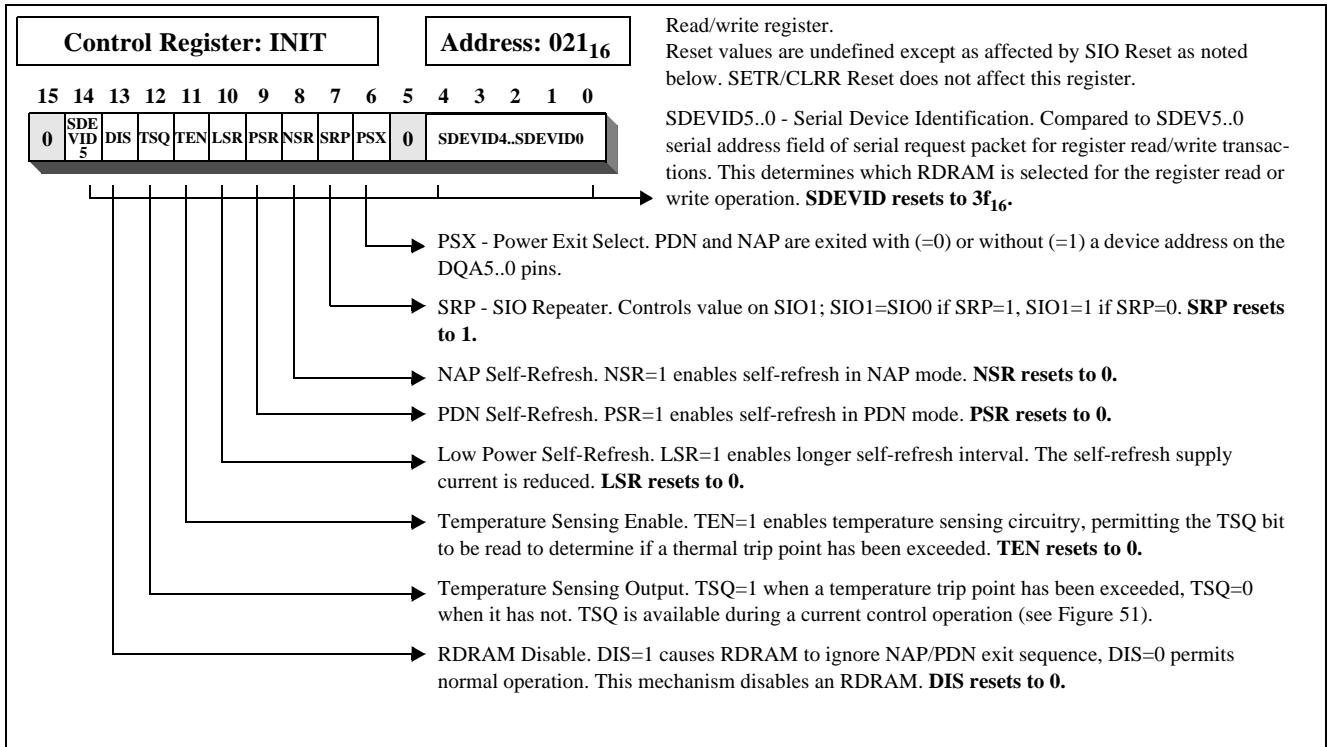 Control Register: INIT
Address: 021₁₆
Read/write register.
Reset values are undefined except as affected by SIO Reset as noted
below. SETR/CLRR Reset does not affect this register.
15 14 13 12 11 10 9 8 7 6 5 4 3 2 1 0
0 SDE VID 5 DIS TSQ TEN LSR PSR NSR SRP PSX 0 SDEVID4..SDEVID0
SDEVID5..0 - Serial Device Identification. Compared to SDEV5..0
serial address field of serial request packet for register read/write transac-
tions. This determines which RDRAM is selected for the register read or
write operation. SDEVID resets to 3f₁₆.
PSX - Power Exit Select. PDN and NAP are exited with (=0) or without (=1) a device address on the
DQA5..0 pins.
SRP - SIO Repeater. Controls value on SIO1; SIO1=SIO0 if SRP=1, SIO1=1 if SRP=0. SRP resets
to 1.
NAP Self-Refresh. NSR=1 enables self-refresh in NAP mode. NSR resets to 0.
PDN Self-Refresh. PSR=1 enables self-refresh in PDN mode. PSR resets to 0.
Low Power Self-Refresh. LSR=1 enables longer self-refresh interval. The self-refresh supply
current is reduced. LSR resets to 0.
Temperature Sensing Enable. TEN=1 enables temperature sensing circuitry, permitting the TSQ bit
to be read to determine if a thermal trip point has been exceeded. TEN resets to 0.
Temperature Sensing Output. TSQ=1 when a temperature trip point has been exceeded, TSQ=0
when it has not. TSQ is available during a current control operation (see Figure 51).
RDRAM Disable. DIS=1 causes RDRAM to ignore NAP/PDN exit sequence, DIS=0 permits
normal operation. This mechanism disables an RDRAM. DIS resets to 0.